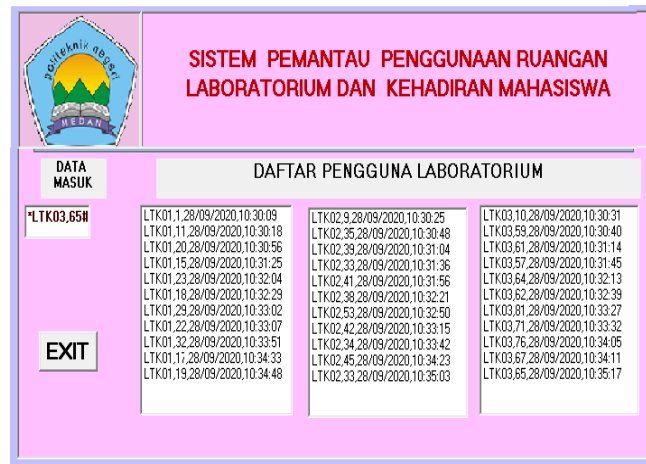 politeknik negeri
MEDAN
SISTEM PEMANTAU PENGGUNAAN RUANGAN
LABORATORIUM DAN KEHADIRAN MAHASISWA
DATA
MASUK
DAFTAR PENGGUNA LABORATORIUM
*LTK03,65#
EXIT
LTK01,1,28/09/2020,10:30:09
LTK01,11,28/09/2020,10:30:18
LTK01,20,28/09/2020,10:30:56
LTK01,15,28/09/2020,10:31:25
LTK01,23,28/09/2020,10:32:04
LTK01,18,28/09/2020,10:32:29
LTK01,29,28/09/2020,10:33:02
LTK01,22,28/09/2020,10:33:07
LTK01,32,28/09/2020,10:33:51
LTK01,17,28/09/2020,10:34:33
LTK01,19,28/09/2020,10:34:48
LTK02,9,28/09/2020,10:30:25
LTK02,35,28/09/2020,10:30:48
LTK02,39,28/09/2020,10:31:04
LTK02,33,28/09/2020,10:31:36
LTK02,41,28/09/2020,10:31:56
LTK02,38,28/09/2020,10:32:21
LTK02,53,28/09/2020,10:32:50
LTK02,42,28/09/2020,10:33:15
LTK02,34,28/09/2020,10:33:42
LTK02,45,28/09/2020,10:34:23
LTK02,33,28/09/2020,10:35:03
LTK03,10,28/09/2020,10:30:31
LTK03,59,28/09/2020,10:30:40
LTK03,61,28/09/2020,10:31:14
LTK03,57,28/09/2020,10:31:45
LTK03,64,28/09/2020,10:32:13
LTK03,62,28/09/2020,10:32:39
LTK03,81,28/09/2020,10:33:27
LTK03,71,28/09/2020,10:33:32
LTK03,76,28/09/2020,10:34:05
LTK03,67,28/09/2020,10:34:11
LTK03,65,28/09/2020,10:35:17